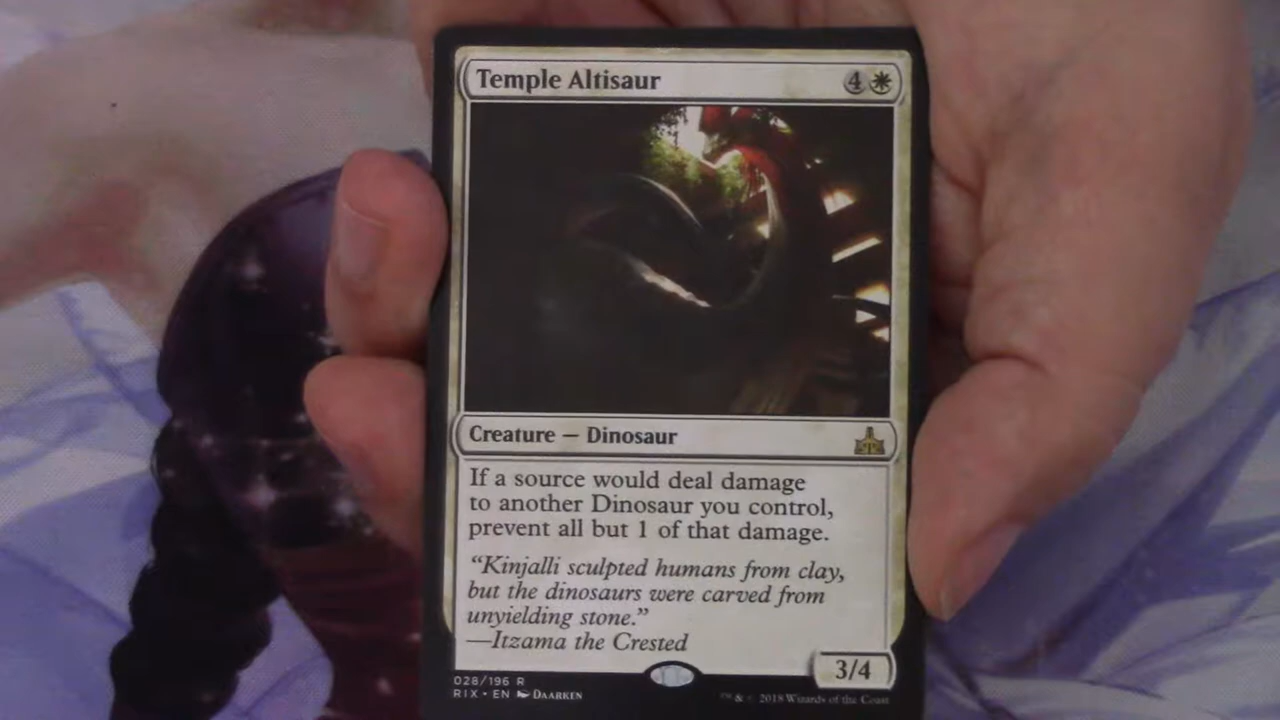 Temple Altisaur 4
Creature — Dinosaur
If a source would deal damage
to another Dinosaur you control,
prevent all but 1 of that damage.
“Kinjalli sculpted humans from clay,
but the dinosaurs were carved from
unyielding stone.”
—Itzama the Crested
3/4
028/196 R
RIX • EN DAARKEN
™ & © 2018 Wizards of the Coast